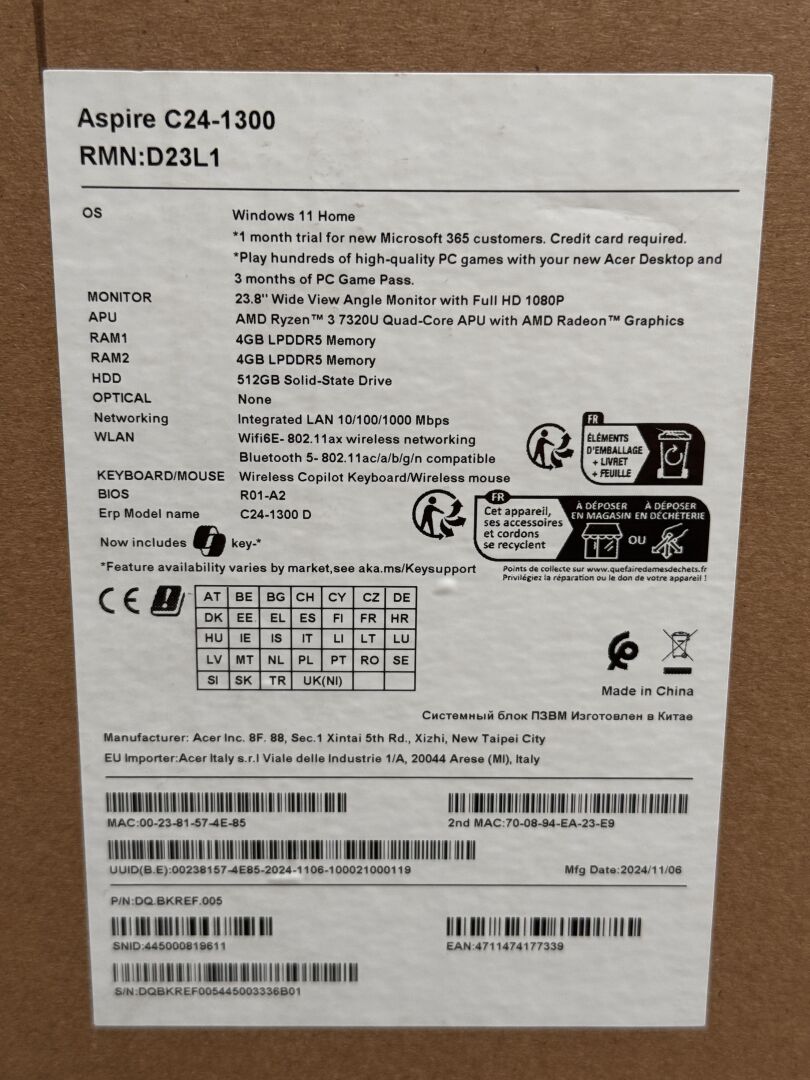 Aspire C24-1300
RMN:D23L1
OS Windows 11 Home
*1 month trial for new Microsoft 365 customers. Credit card required.
*Play hundreds of high-quality PC games with your new Acer Desktop and
3 months of PC Game Pass.
MONITOR 23.8" Wide View Angle Monitor with Full HD 1080P
APU AMD Ryzen™ 3 7320U Quad-Core APU with AMD Radeon™ Graphics
RAM1 4GB LPDDR5 Memory
RAM2 4GB LPDDR5 Memory
HDD 512GB Solid-State Drive
OPTICAL None
Networking Integrated LAN 10/100/1000 Mbps
WLAN Wifi6E- 802.11ax wireless networking
Bluetooth 5- 802.11ac/a/b/g/n compatible
KEYBOARD/MOUSE Wireless Copilot Keyboard/Wireless mouse
BIOS R01-A2
Erp Model name C24-1300 D
FR
ÉLÉMENTS
D'EMBALLAGE
+ LIVRET
+ FEUILLE
FR
Cet appareil,
ses accessoires
et cordons
se recyclent
À DÉPOSER
EN MAGASIN
OU
À DÉPOSER
EN DÉCHÈTERIE
Points de collecte sur www.quefairedemesdechets.fr
Privilégiez la réparation ou le don de votre appareil !
Now includes key-*
*Feature availability varies by market,see aka.ms/Keysupport
CE
AT BE BG CH CY CZ DE
DK EE EL ES FI FR HR
HU IE IS IT LI LT LU
LV MT NL PL PT RO SE
SI SK TR UK(NI)
Made in China
Системный блок ПЗВМ Изготовлен в Китае
Manufacturer: Acer Inc. 8F. 88, Sec.1 Xintai 5th Rd., Xizhi, New Taipei City
EU Importer:Acer Italy s.r.l Viale delle Industrie 1/A, 20044 Arese (MI), Italy
MAC:00-23-81-57-4E-85 2nd MAC:70-08-94-EA-23-E9
UUID(B.E):00238157-4E85-2024-1106-100021000119 Mfg Date:2024/11/06
P/N:DQ.BKREF.005
SNID:445000819611 EAN:4711474177339
S/N:DQBKREF005445003336B01